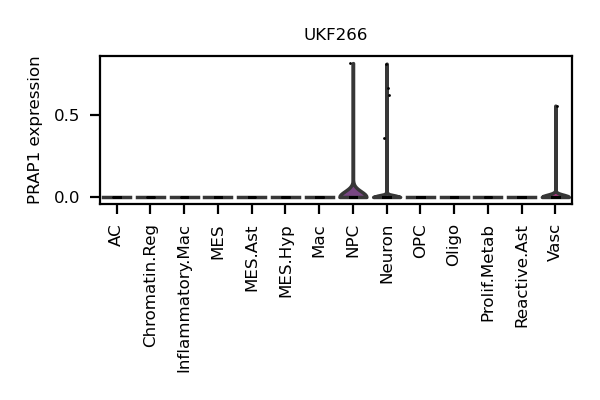 UKF266
PRAP1 expression
0.5
0.0
AC
Chromatin.Reg
Inflammatory.Mac
MES
MES.Ast
MES.Hyp
Mac
NPC
Neuron
OPC
Oligo
Prolif.Metab
Reactive.Ast
Vasc